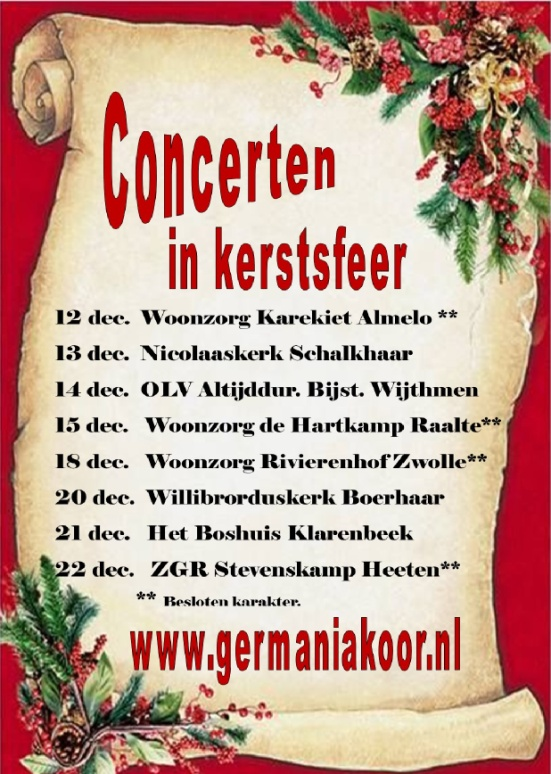 Concerten
in kerstsfeer
12 dec. Woonzorg Karekiet Almelo **
13 dec. Nicolaaskerk Schalkhaar
14 dec. OLV Altijddur. Bijst. Wijthmen
15 dec. Woonzorg de Hartkamp Raalte**
18 dec. Woonzorg Rivierenhof Zwolle**
20 dec. Willibrorduskerk Boerhaar
21 dec. Het Boshuis Klarenbeek
22 dec. ZGR Stevenskamp Heeten**
** Besloten karakter.
www.germaniakoor.nl